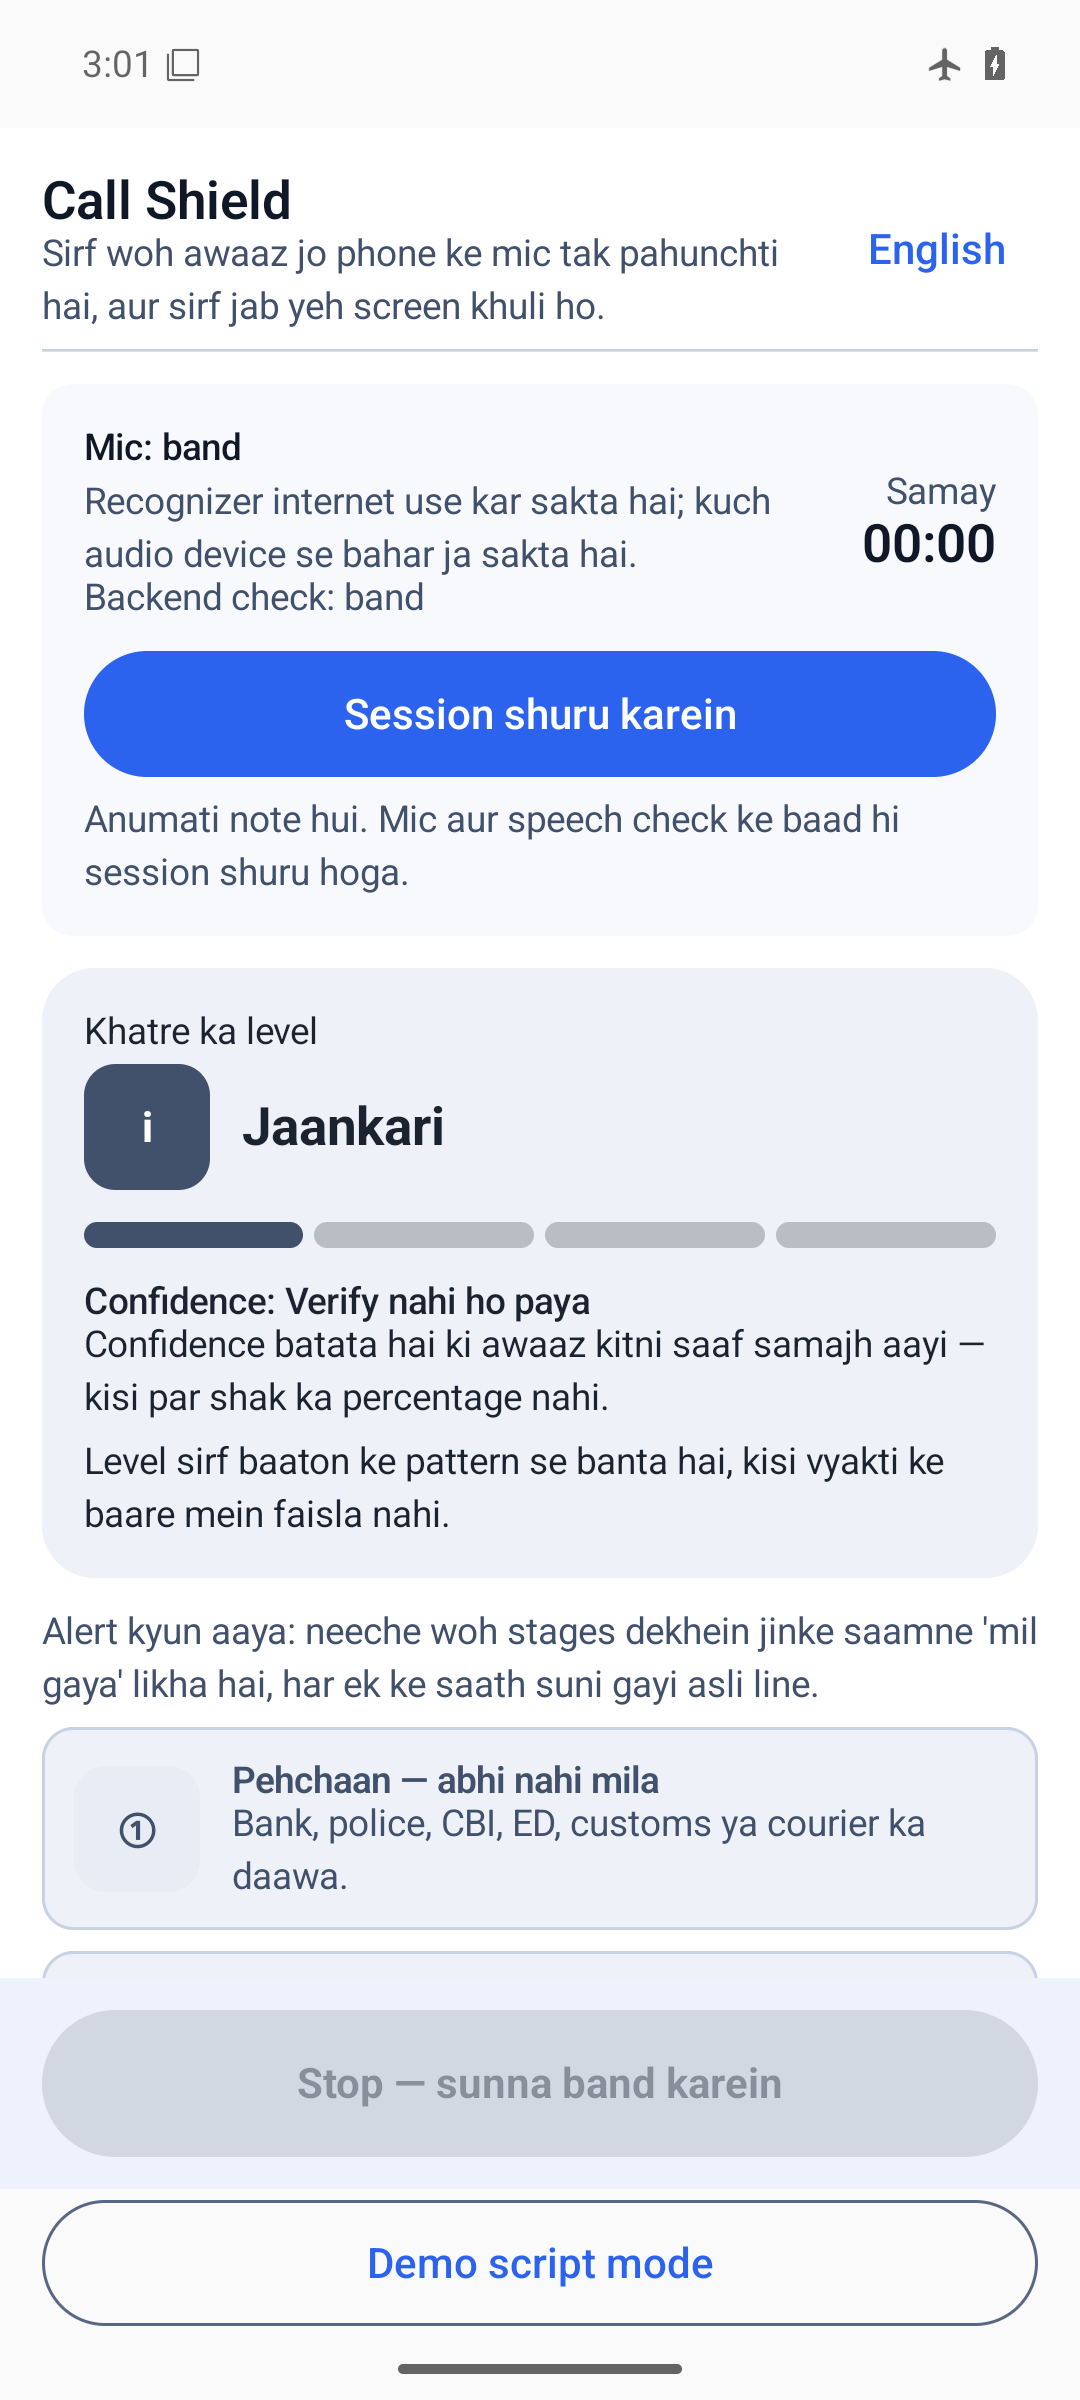 3:01
Call Shield
Sirf woh awaaz jo phone ke mic tak pahunchti
hai, aur sirf jab yeh screen khuli ho.
English
Mic: band
Recognizer internet use kar sakta hai; kuch
audio device se bahar ja sakta hai.
Backend check: band
Samay
00:00
Session shuru karein
Anumati note hui. Mic aur speech check ke baad hi
session shuru hoga.
Khatre ka level
i
Jaankari
Confidence: Verify nahi ho paya
Confidence batata hai ki awaaz kitni saaf samajh aayi —
kisi par shak ka percentage nahi.
Level sirf baaton ke pattern se banta hai, kisi vyakti ke
baare mein faisla nahi.
Alert kyun aaya: neeche woh stages dekhein jinke saamne 'mil
gaya' likha hai, har ek ke saath suni gayi asli line.
①
Pehchaan — abhi nahi mila
Bank, police, CBI, ED, customs ya courier ka
daawa.
Stop — sunna band karein
Demo script mode